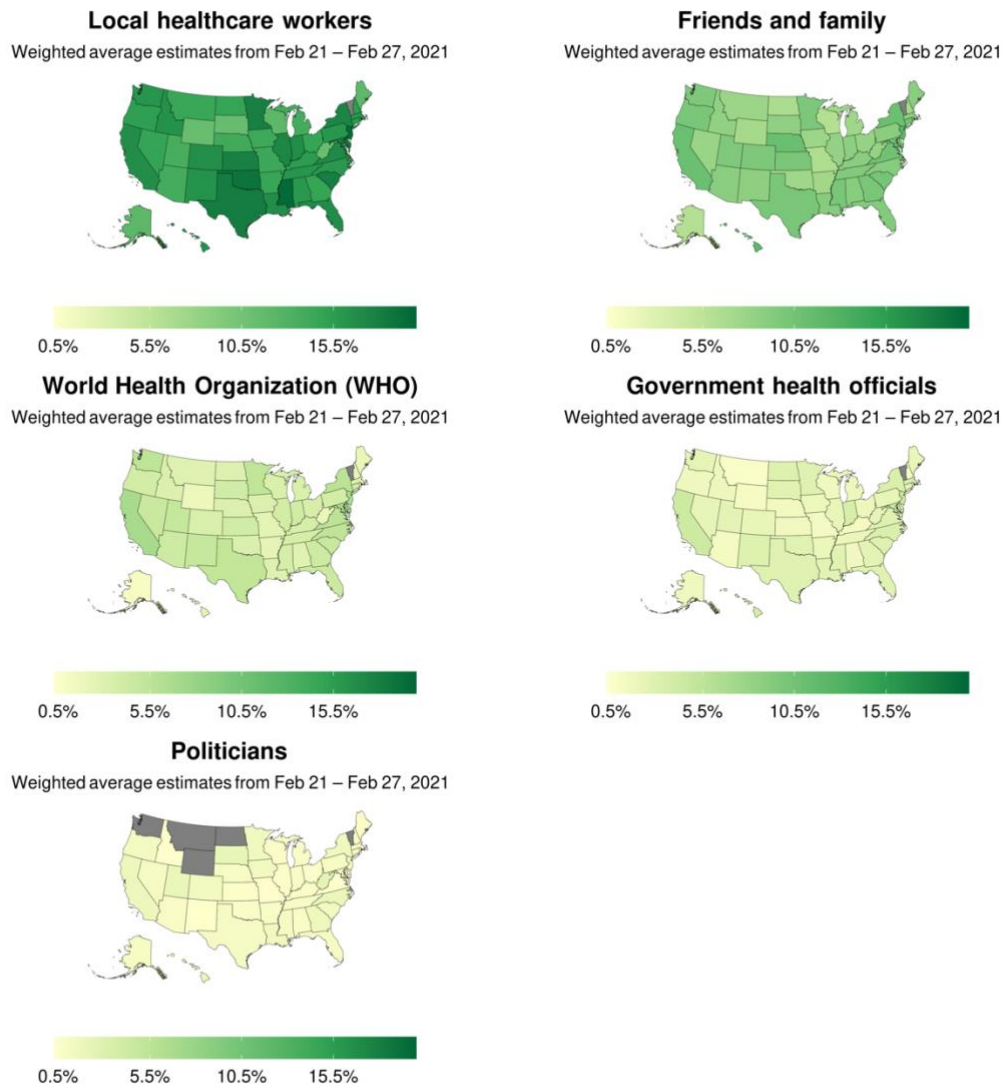 Local healthcare workers
Weighted average estimates from Feb 21 – Feb 27, 2021
0.5% 5.5% 10.5% 15.5%
Friends and family
Weighted average estimates from Feb 21 – Feb 27, 2021
0.5% 5.5% 10.5% 15.5%
World Health Organization (WHO)
Weighted average estimates from Feb 21 – Feb 27, 2021
0.5% 5.5% 10.5% 15.5%
Government health officials
Weighted average estimates from Feb 21 – Feb 27, 2021
0.5% 5.5% 10.5% 15.5%
Politicians
Weighted average estimates from Feb 21 – Feb 27, 2021
0.5% 5.5% 10.5% 15.5%